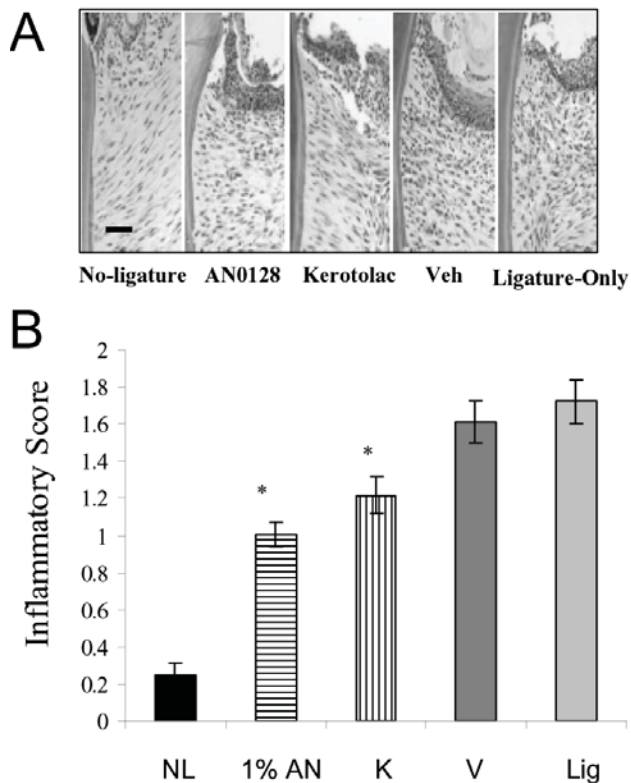 A
No-ligature AN0128 Kerotolac Veh Ligature-Only
B
Inflammatory Score
2
1.8
1.6
1.4
1.2
1
0.8
0.6
0.4
0.2
0
*
*
NL 1% AN K V Lig